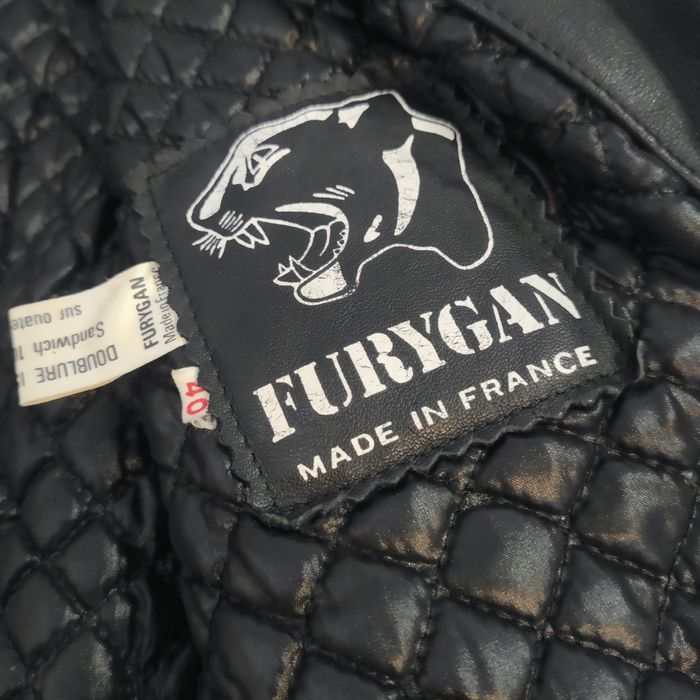 FURYGAN
MADE IN FRANCE
FURYGAN
Made in France
DOUBLURE
Sandwich
sur Ouate
40